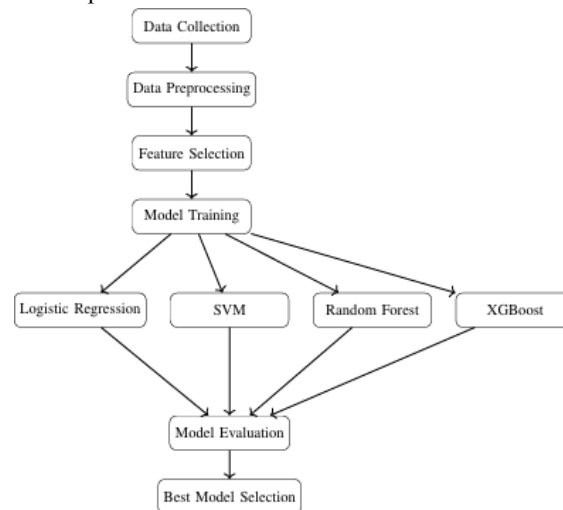 Data Collection
Data Preprocessing
Feature Selection
Model Training
Logistic Regression
SVM
Random Forest
XGBoost
Model Evaluation
Best Model Selection